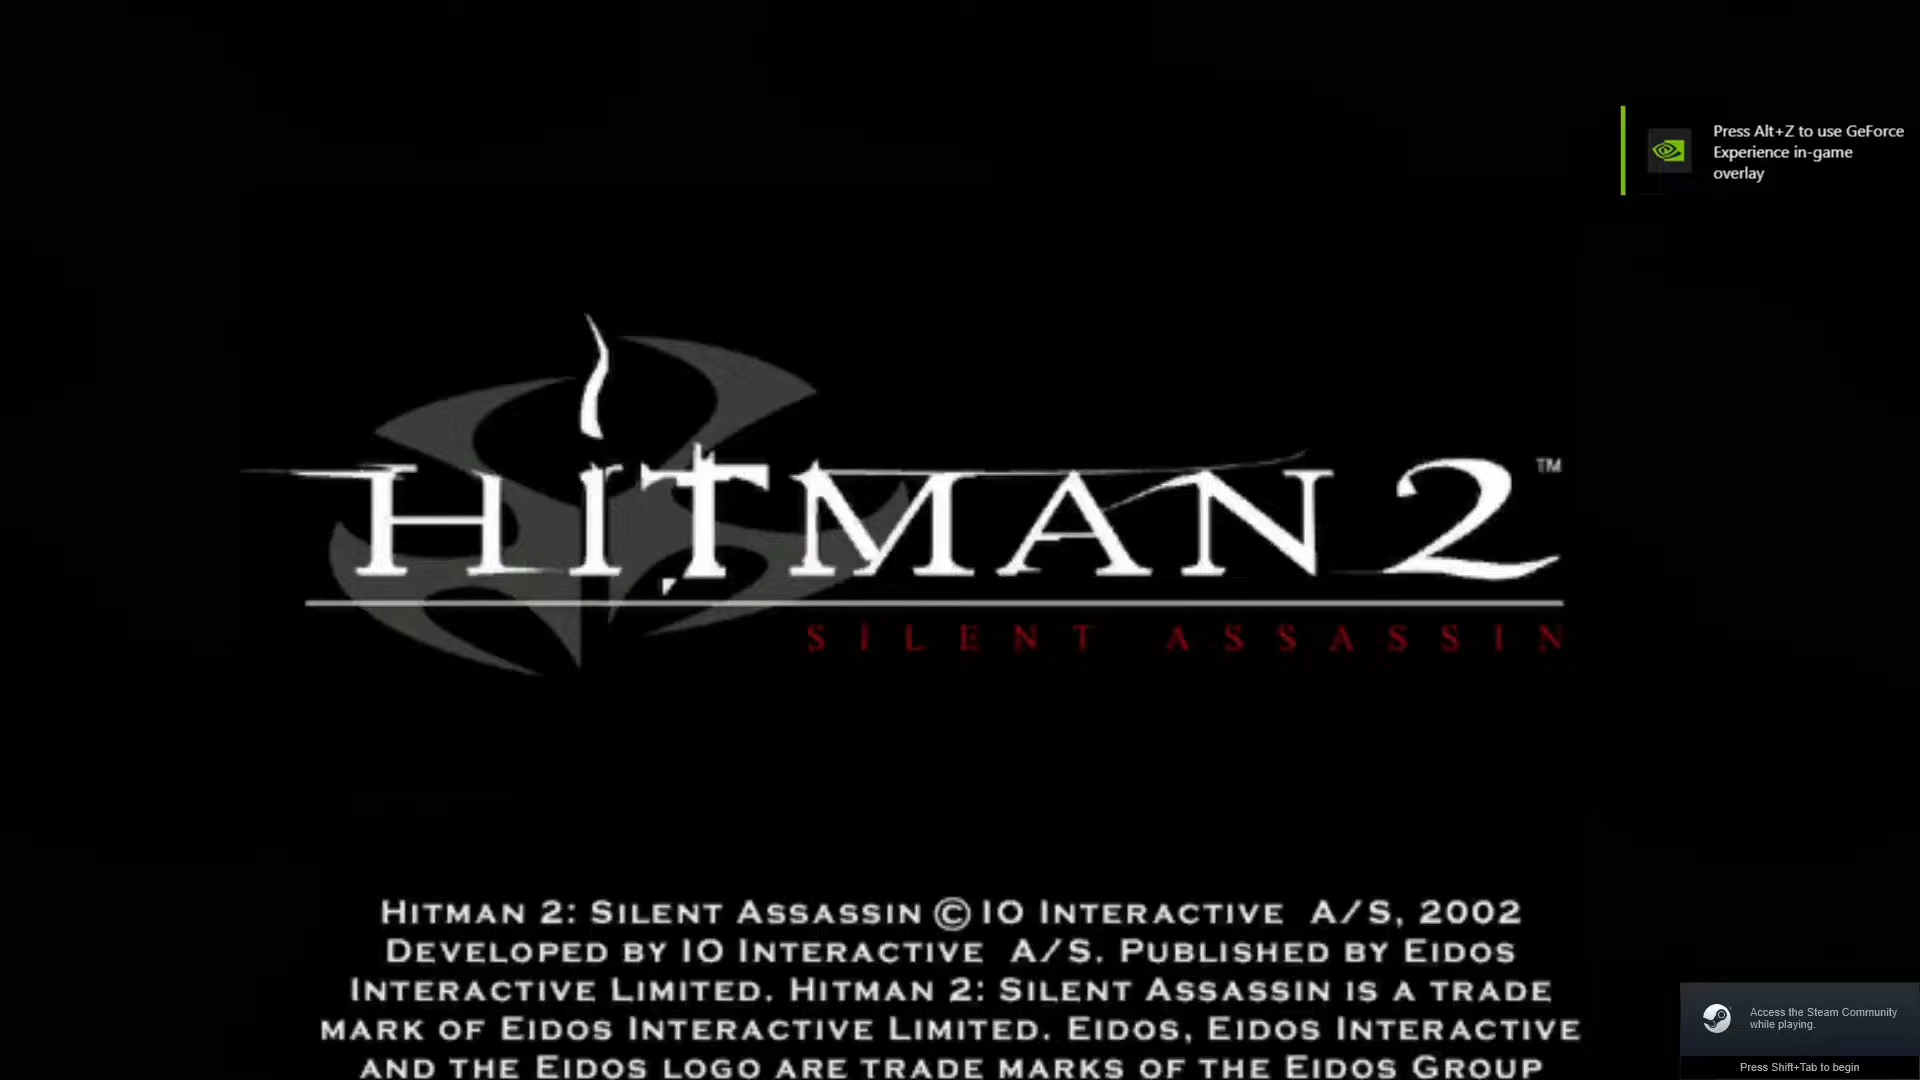 Press Alt+Z to use GeForce
Experience in-game
overlay
HITMAN 2 ™
SILENT ASSASSIN
HITMAN 2: SILENT ASSASSIN © IO INTERACTIVE A/S, 2002
DEVELOPED BY IO INTERACTIVE A/S. PUBLISHED BY EIDOS
INTERACTIVE LIMITED. HITMAN 2: SILENT ASSASSIN IS A TRADE
MARK OF EIDOS INTERACTIVE LIMITED. EIDOS, EIDOS INTERACTIVE
AND THE EIDOS LOGO ARE TRADE MARKS OF THE EIDOS GROUP
Access the Steam Community
while playing.
Press Shift+Tab to begin